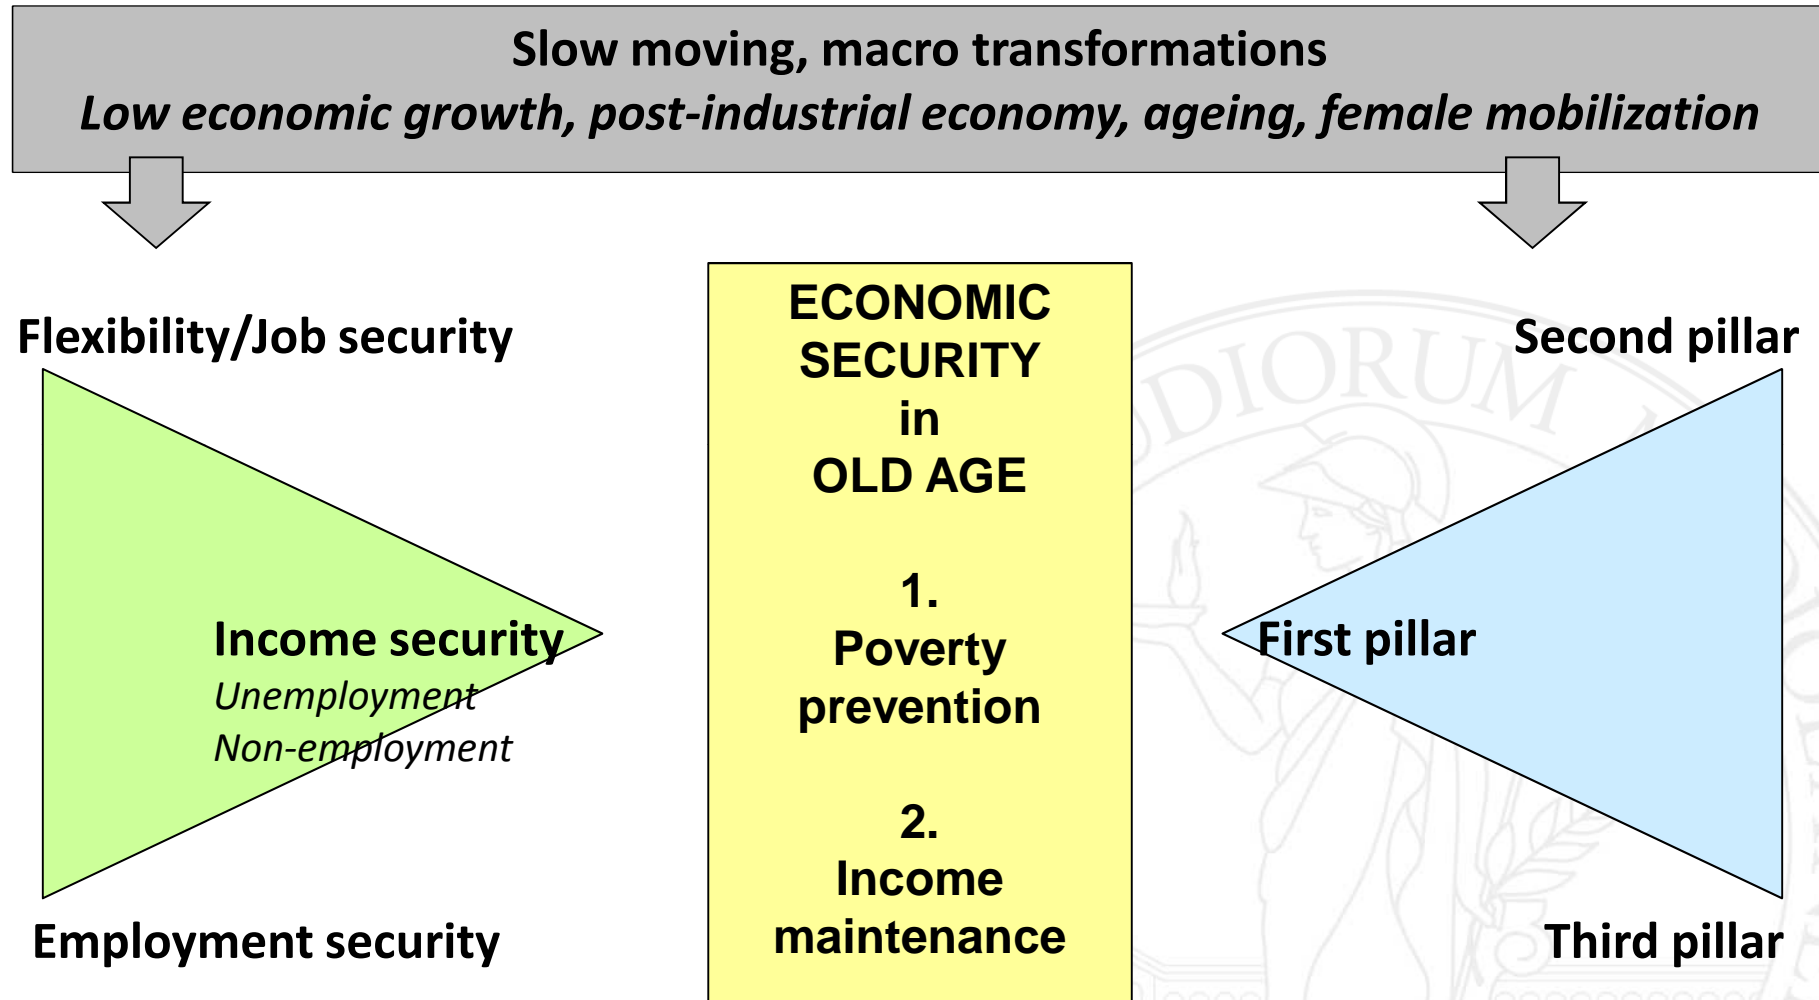 Slow moving, macro transformations
Low economic growth, post-industrial economy, ageing, female mobilization
Flexibility/Job security
Income security
Unemployment
Non-employment
Employment security
ECONOMIC
SECURITY
in
OLD AGE
1.
Poverty
prevention
2.
Income
maintenance
Second pillar
First pillar
Third pillar
DIORUM